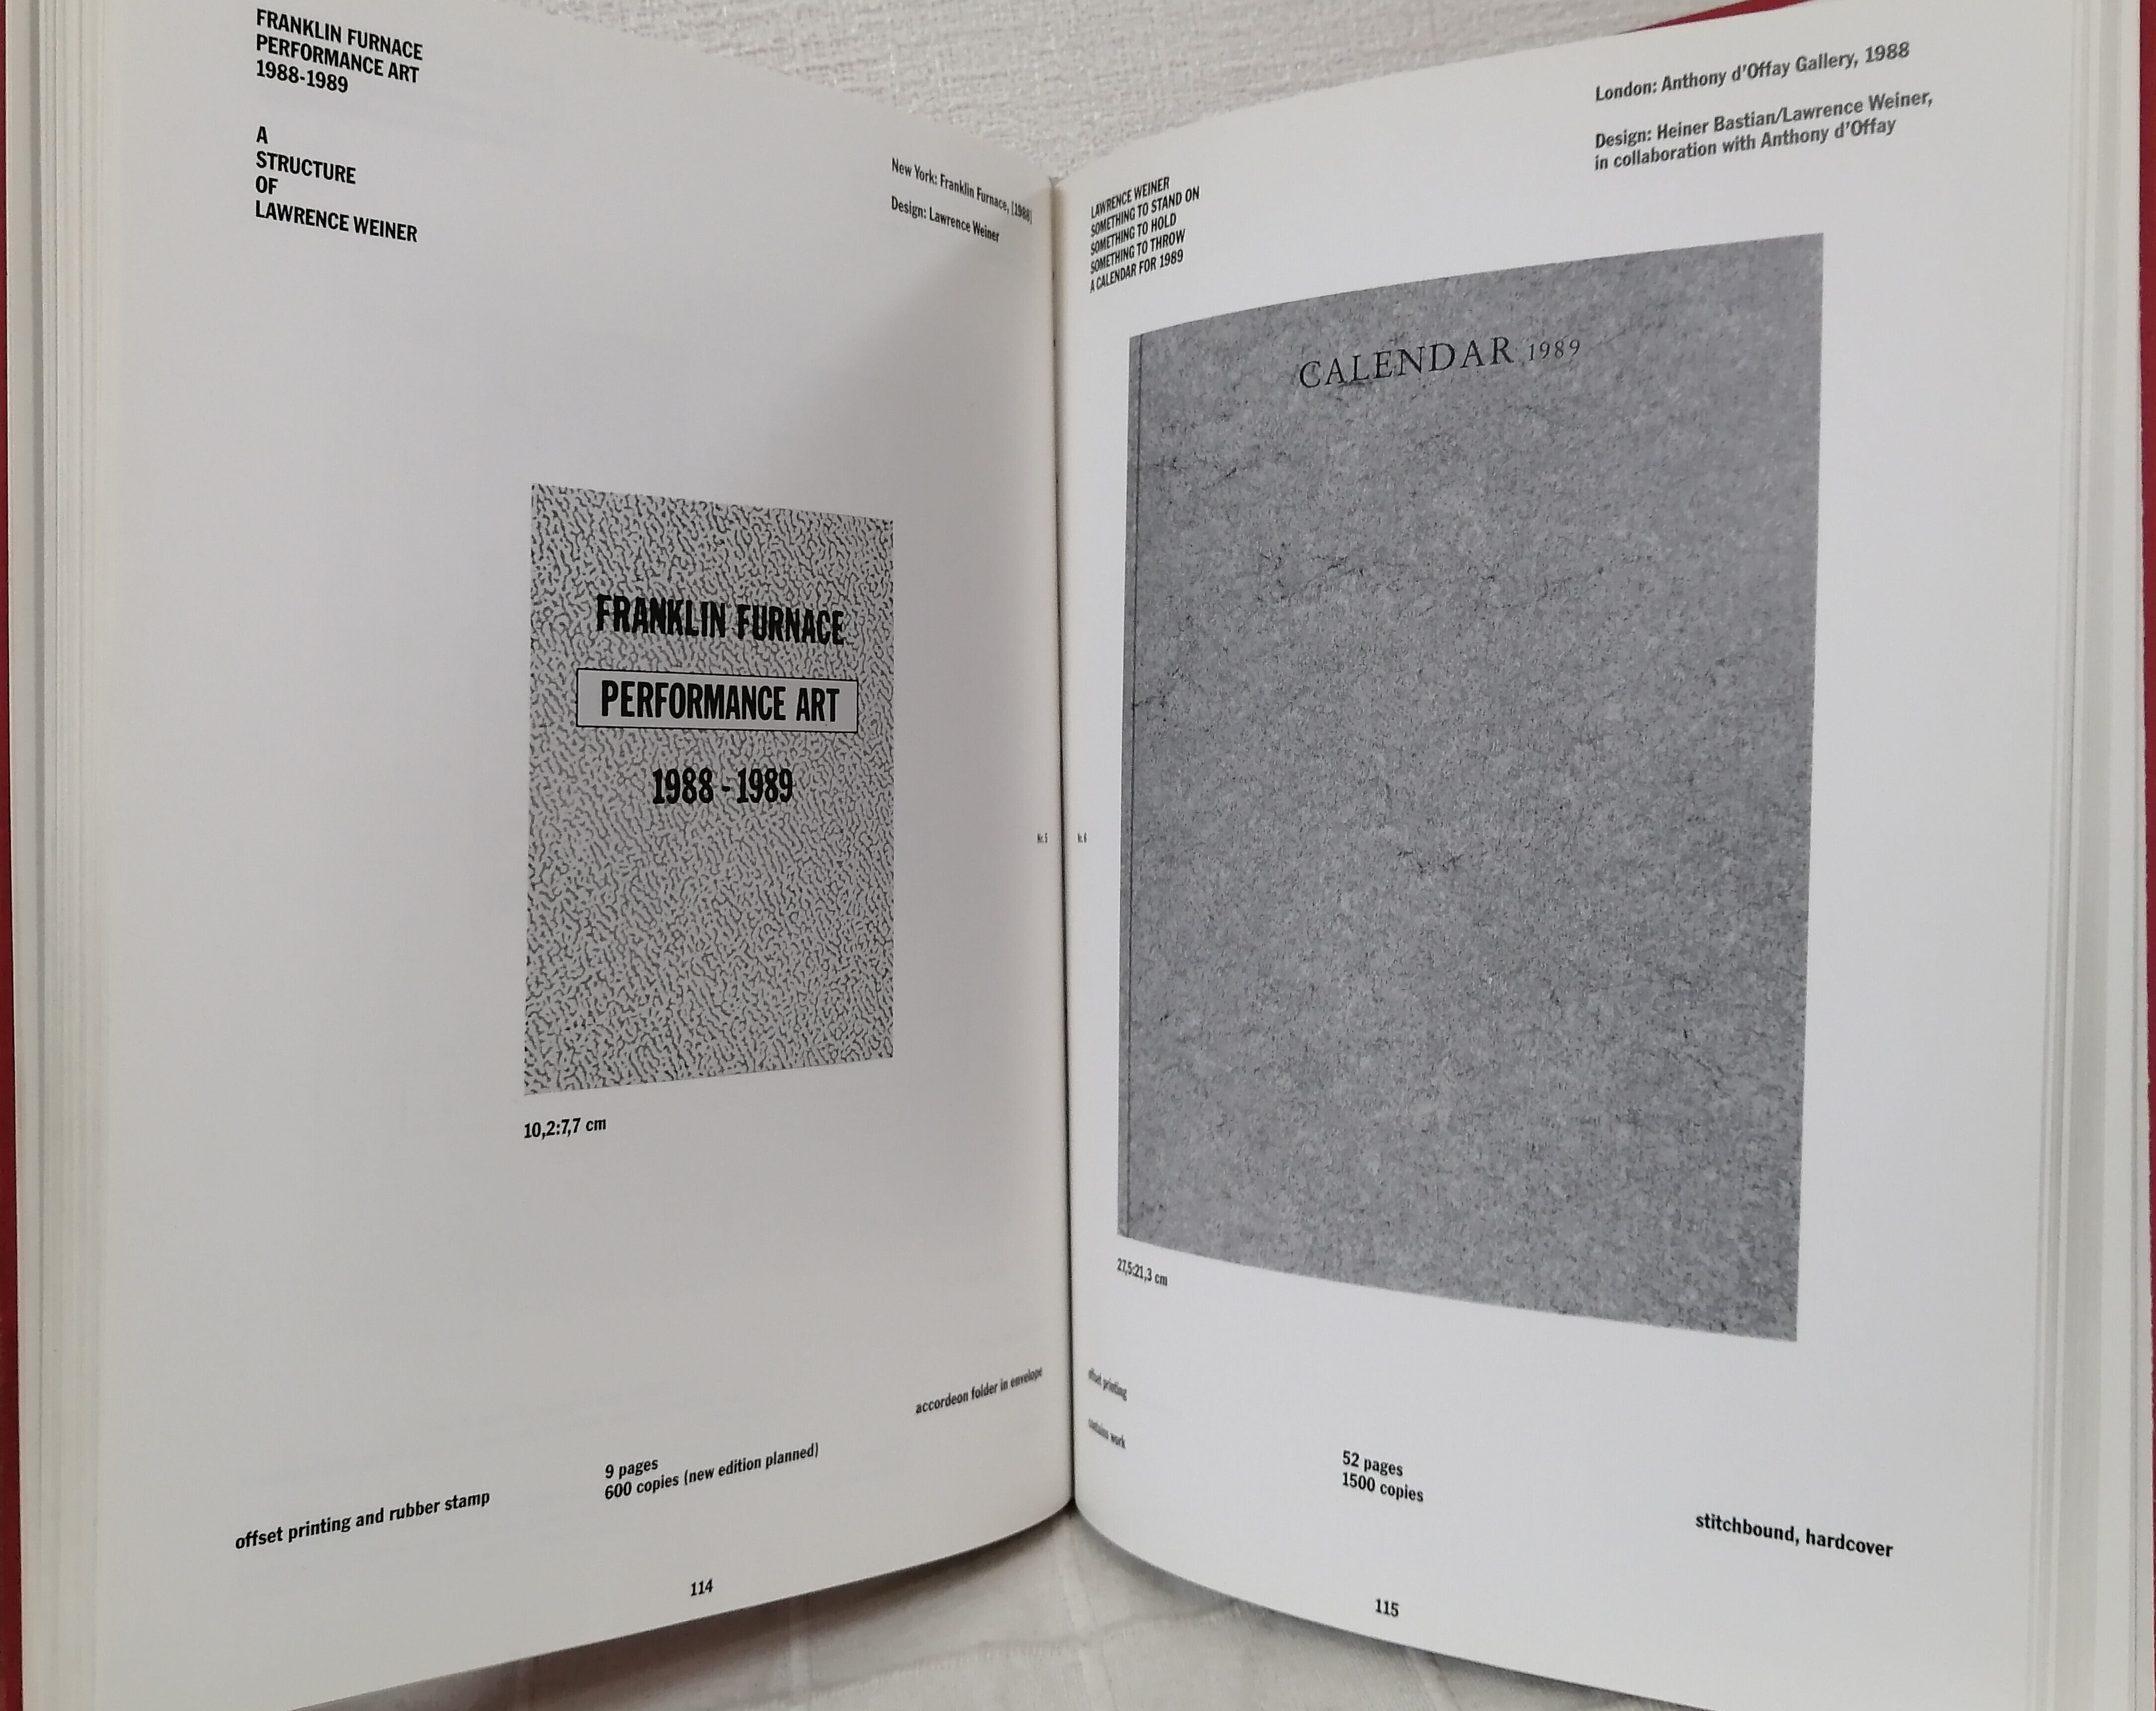 FRANKLIN FURNACE
PERFORMANCE ART
1988-1989
A
STRUCTURE
OF
LAWRENCE WEINER
New York: Franklin Furnace, [1988]
Design: Lawrence Weiner
FRANKLIN FURNACE
PERFORMANCE ART
1988-1989
10,2:7,7 cm
Nr. 5
accordeon folder in envelope
9 pages
600 copies (new edition planned)
offset printing and rubber stamp
114
London: Anthony d'Offay Gallery, 1988
Design: Heiner Bastian/Lawrence Weiner,
in collaboration with Anthony d'Offay
LAWRENCE WEINER
SOMETHING TO STAND ON
SOMETHING TO HOLD
SOMETHING TO THROW
A CALENDAR FOR 1989
CALENDAR 1989
Nr. 6
27,5:21,3 cm
offset printing
contains work
52 pages
1500 copies
stitchbound, hardcover
115